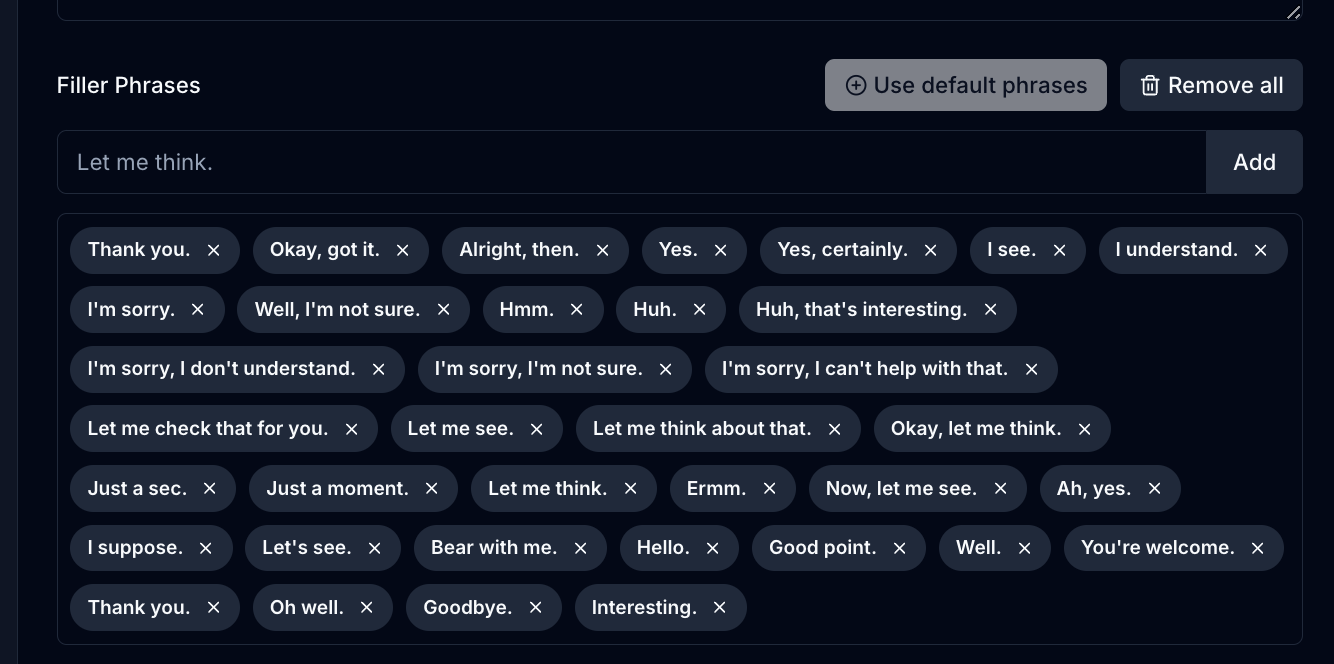 Filler Phrases Use default phrases Remove all
Let me think. Add
Thank you. Okay, got it. Alright, then. Yes. Yes, certainly. I see. I understand.
I'm sorry. Well, I'm not sure. Hmm. Huh. Huh, that's interesting.
I'm sorry, I don't understand. I'm sorry, I'm not sure. I'm sorry, I can't help with that.
Let me check that for you. Let me see. Let me think about that. Okay, let me think.
Just a sec. Just a moment. Let me think. Ermm. Now, let me see. Ah, yes.
I suppose. Let's see. Bear with me. Hello. Good point. Well. You're welcome.
Thank you. Oh well. Goodbye. Interesting.